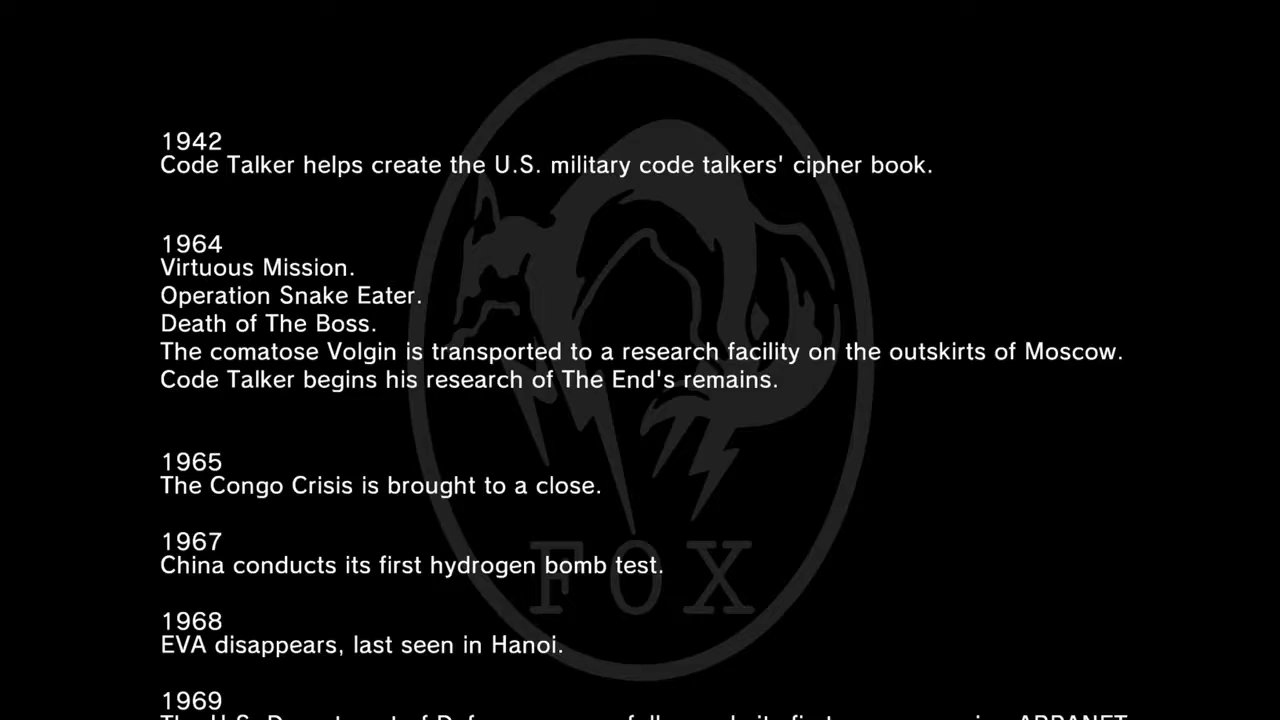 1942
Code Talker helps create the U.S. military code talkers' cipher book.
1964
Virtuous Mission.
Operation Snake Eater.
Death of The Boss.
The comatose Volgin is transported to a research facility on the outskirts of Moscow.
Code Talker begins his research of The End's remains.
1965
The Congo Crisis is brought to a close.
1967
China conducts its first hydrogen bomb test.
FOX
1968
EVA disappears, last seen in Hanoi.
1969
The U.S. Department of